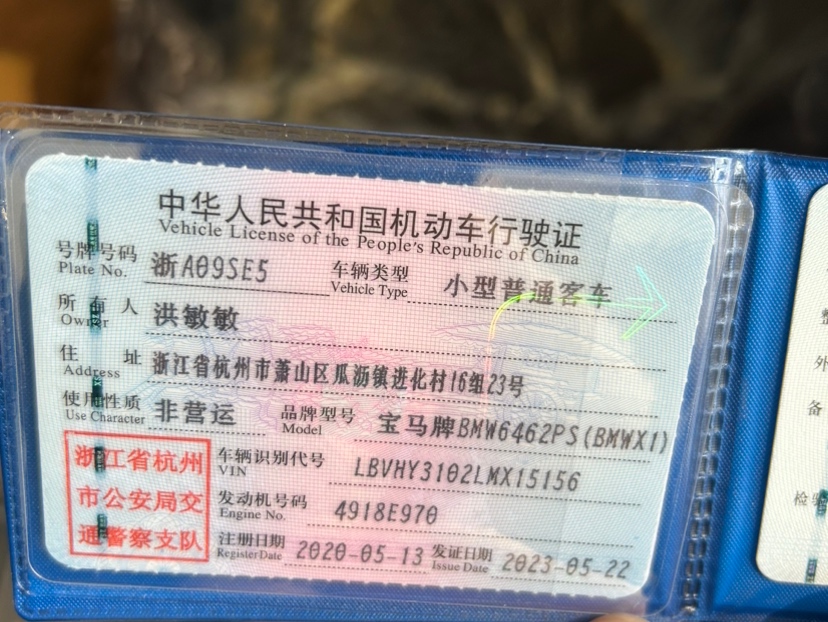 中华人民共和国机动车行驶证
Vehicle License of the People's Republic of China
号牌号码 浙A09SE5 车辆类型 小型普通客车
Plate No. Vehicle Type
所有人 洪敏敏
Owner
住址 浙江省杭州市萧山区瓜沥镇进化村16组23号
Address
使用性质 非营运 品牌型号 宝马牌BMW6462PS(BMWX1)
Use Character Model
浙江省杭州
市公安局交
通警察支队
车辆识别代号 LBVHY3102LMX15156
VIN
发动机号码 4918E970
Engine No.
注册日期 2020-05-13 发证日期 2023-05-22
Register Date Issue Date
整
外
备
检验